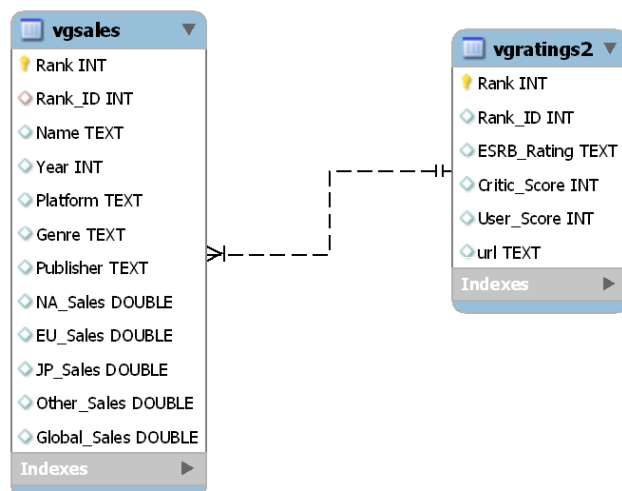 vgsales
Rank INT
Rank_ID INT
Name TEXT
Year INT
Platform TEXT
Genre TEXT
Publisher TEXT
NA_Sales DOUBLE
EU_Sales DOUBLE
JP_Sales DOUBLE
Other_Sales DOUBLE
Global_Sales DOUBLE
Indexes
vgratings2
Rank INT
Rank_ID INT
ESRB_Rating TEXT
Critic_Score INT
User_Score INT
url TEXT
Indexes